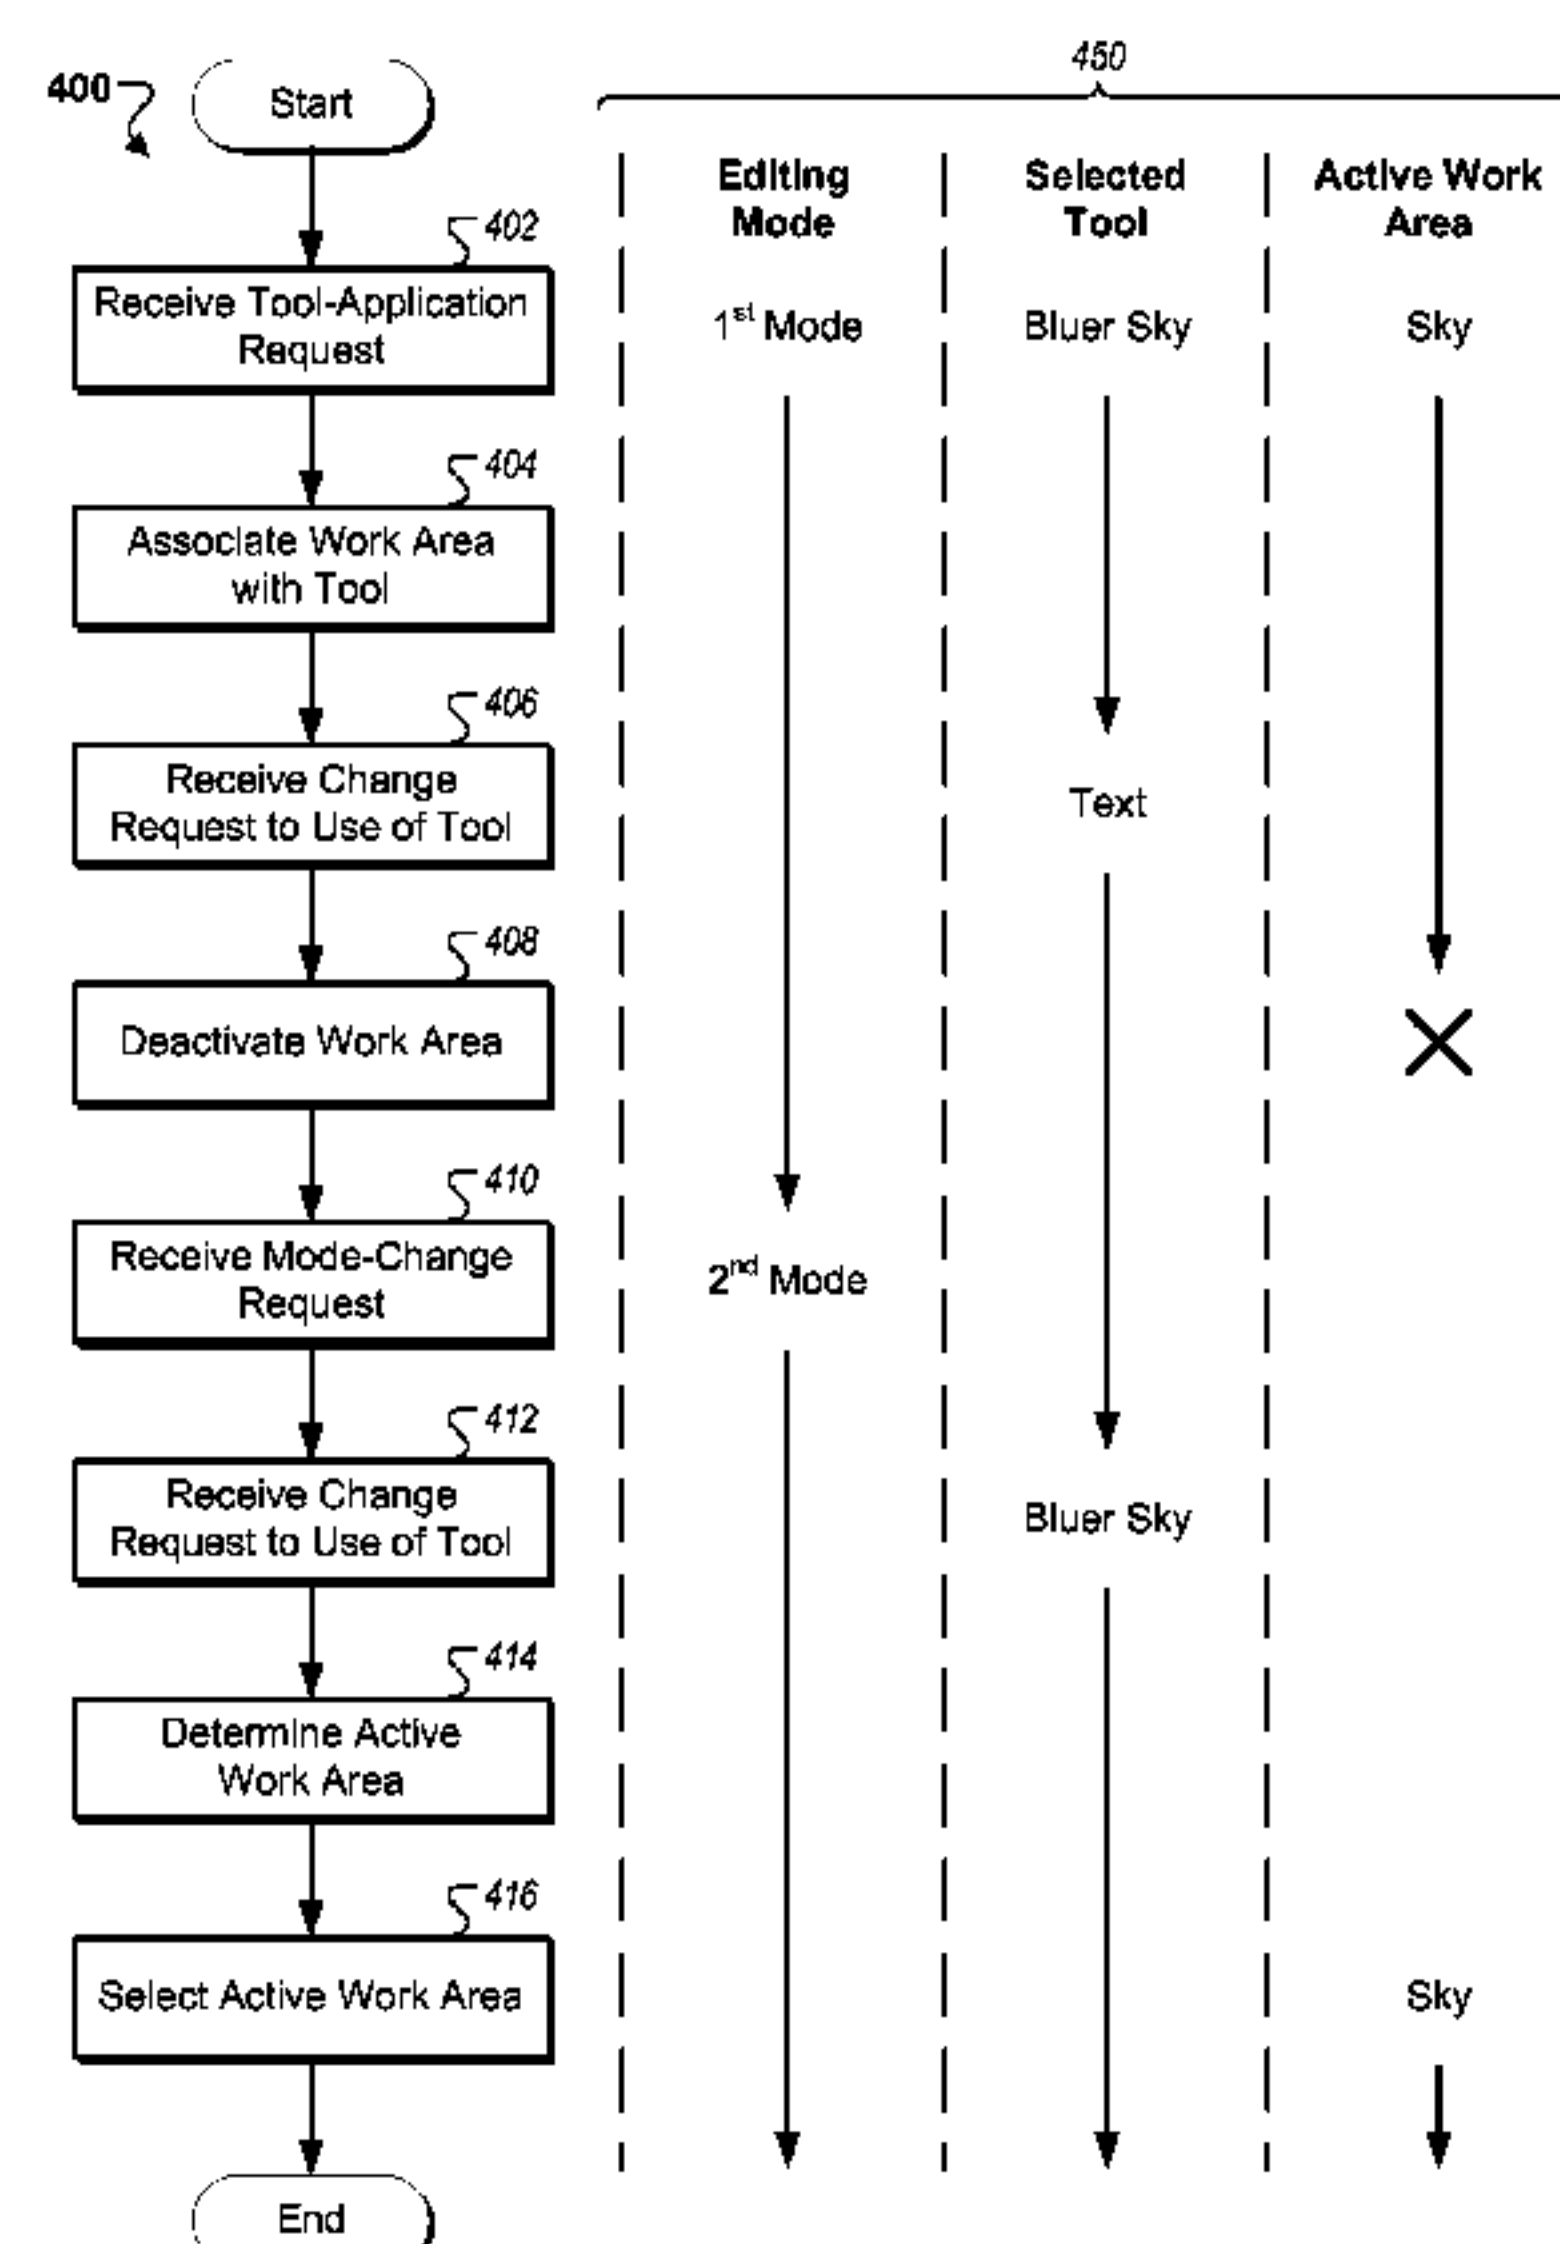 400
Start
450
Editing
Mode
Selected
Tool
Active Work
Area
402
Receive Tool-Application
Request
1st Mode
Bluer Sky
Sky
404
Associate Work Area
with Tool
406
Receive Change
Request to Use of Tool
Text
408
Deactivate Work Area
410
Receive Mode-Change
Request
2nd Mode
412
Receive Change
Request to Use of Tool
Bluer Sky
414
Determine Active
Work Area
416
Select Active Work Area
Sky
End